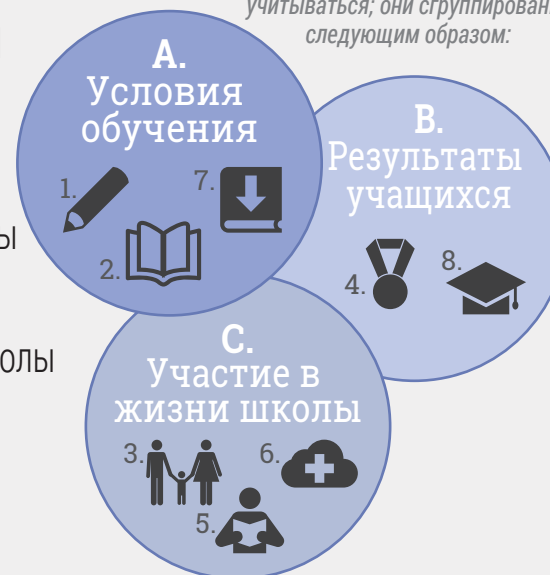 учитываться; они сгруппирован
следующим образом:
A.
Условия
обучения
1.
7.
2.
B.
Результаты
учащихся
4.
8.
C.
Участие в
жизни школы
3.
6.
5.